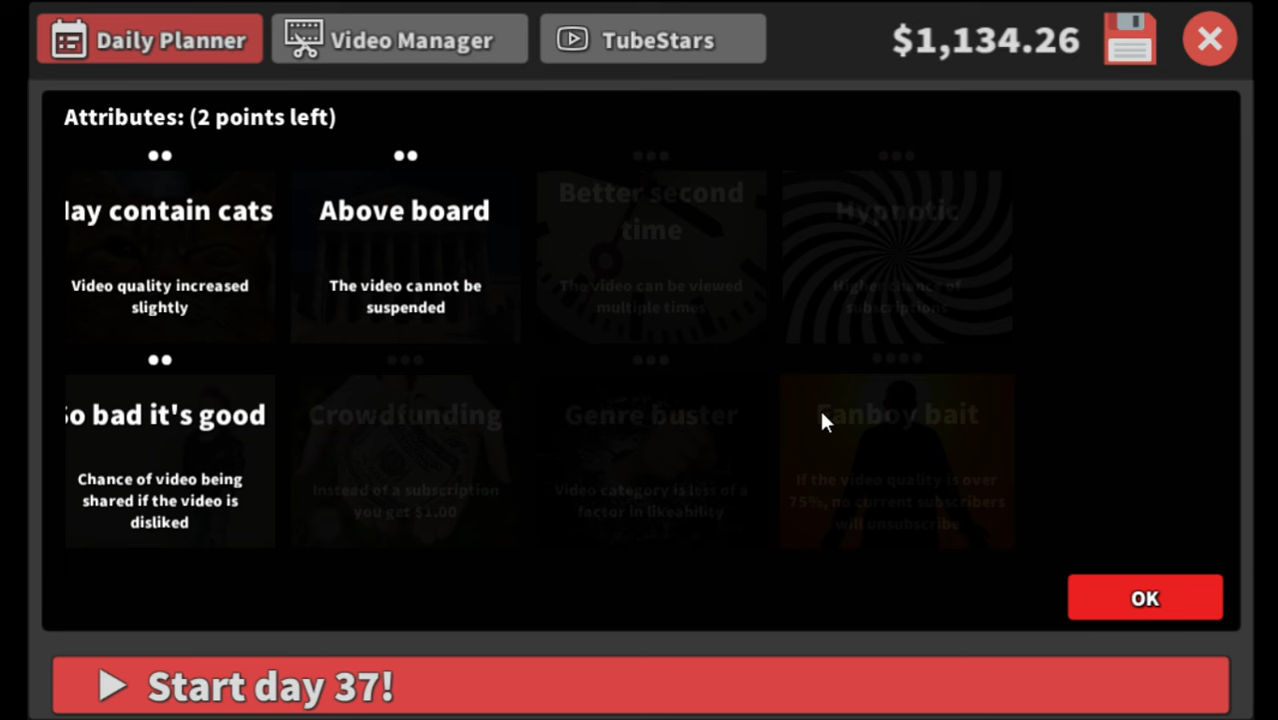 Daily Planner
Video Manager
TubeStars
$1,134.26
Attributes: (2 points left)
lay contain cats
Video quality increased
slightly
Above board
The video cannot be
suspended
Better second
time
The video can be viewed
multiple times
Hypnotic
Higher chance of
subscriptions
So bad it's good
Chance of video being
shared if the video is
disliked
Crowdfunding
Instead of a subscription
you get $1.00
Genre buster
Video category is less of a
factor in likeability
Fanboy bait
If the video quality is over
75%, no current subscribers
will unsubscribe
OK
Start day 37!